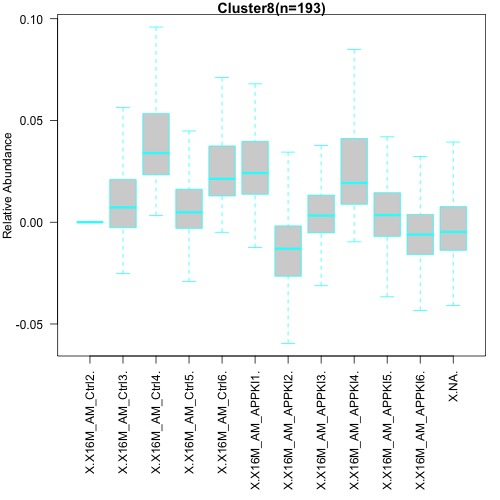 Cluster8(n=193)
Relative Abundance
0.10
0.05
0.00
-0.05
X.X16M_AM_Ctrl2.
X.X16M_AM_Ctrl3.
X.X16M_AM_Ctrl4.
X.X16M_AM_Ctrl5.
X.X16M_AM_Ctrl6.
X.X16M_AM_APPKI1.
X.X16M_AM_APPKI2.
X.X16M_AM_APPKI3.
X.X16M_AM_APPKI4.
X.X16M_AM_APPKI5.
X.X16M_AM_APPKI6.
X.NA.